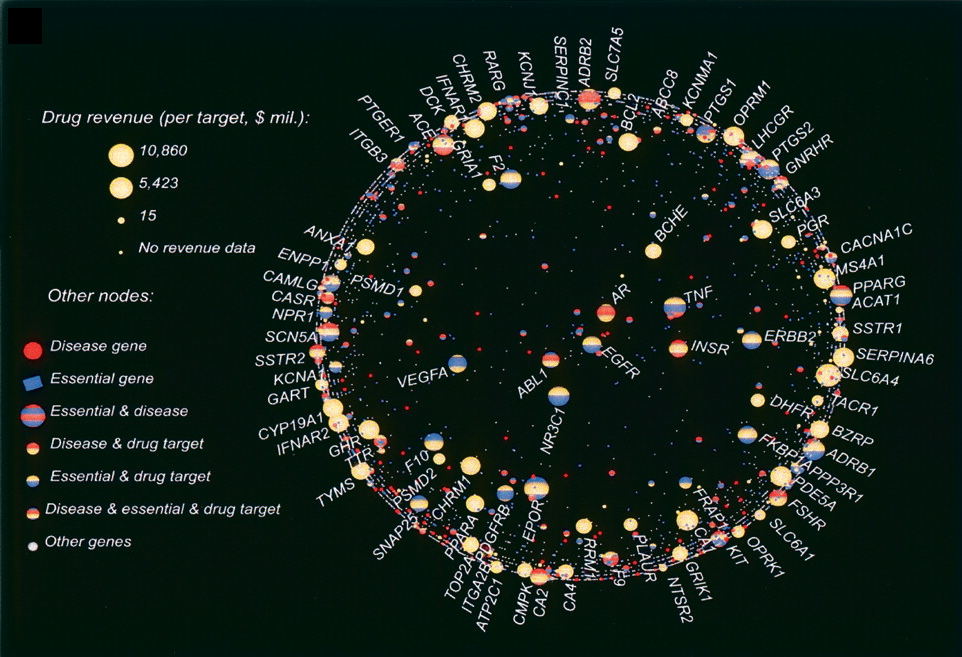 Drug revenue (per target, $ mil.):
10,860
5,423
15
No revenue data
Other nodes:
Disease gene
Essential gene
Essential & disease
Disease & drug target
Essential & drug target
Disease & essential & drug target
Other genes
SERPINC1
ADRB2
SLC7A5
KCNJ1
RARG
CHRM2
IFNAR1
DCK
ACE
PTGER1
ITGB3
GRIA1
F2
BCL2
ABCC8
KCNMA1
PTGS1
OPRM1
LHCGR
PTGS2
GNRHR
SLC6A3
PGR
BCHE
CACNA1C
MS4A1
PPARG
ACAT1
SSTR1
SERPINA6
SLC6A4
TACR1
DHFR
BZRP
ADRB1
FKBP1A
PPP3R1
PDE5A
FSHR
SLC6A1
OPRK1
KIT
FRAP1
CA1
GRIK1
NTSR2
PLAUR
F9
RRM1
CA4
CA2
CMPK
EPOR
ATP2C1
ITGA2B
TOP2A
PDGFRB
PPARA
CHRM1
SNAP25
PSMD2
F10
TYMS
TTR
GHR
IFNAR2
CYP19A1
GART
KCNA1
SSTR2
SCN5A
NPR1
CASR
CAMLG
ENPP1
ANXA1
PSMD1
AR
TNF
INSR
ERBB2
EGFR
ABL1
NR3C1
VEGFA